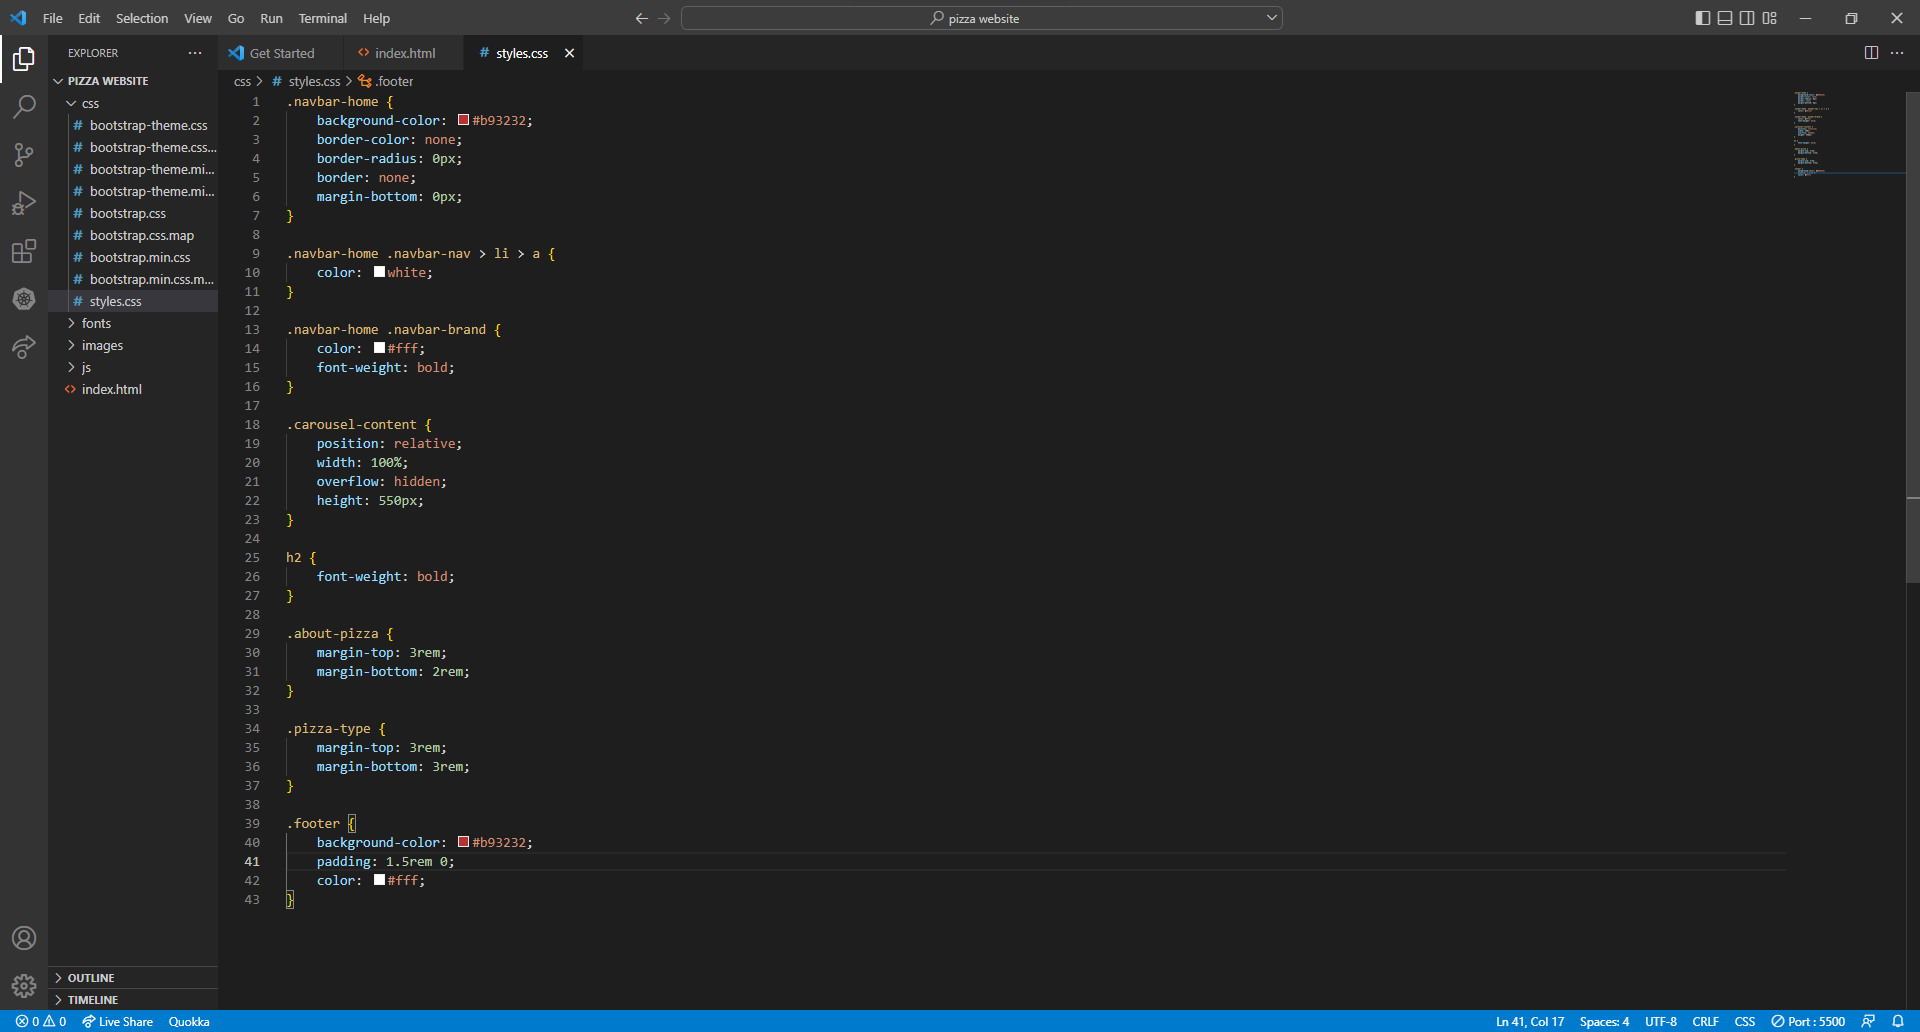 File Edit Selection View Go Run Terminal Help
pizza website
EXPLORER
PIZZA WEBSITE
css
bootstrap-theme.css
bootstrap-theme.css...
bootstrap-theme.mi...
bootstrap-theme.mi...
bootstrap.css
bootstrap.css.map
bootstrap.min.css
bootstrap.min.css.m...
styles.css
fonts
images
js
index.html
OUTLINE
TIMELINE
Get Started index.html # styles.css
css > # styles.css > .footer
1 .navbar-home {
2 background-color: #b93232;
3 border-color: none;
4 border-radius: 0px;
5 border: none;
6 margin-bottom: 0px;
7 }
8
9 .navbar-home .navbar-nav > li > a {
10 color: white;
11 }
12
13 .navbar-home .navbar-brand {
14 color: #fff;
15 font-weight: bold;
16 }
17
18 .carousel-content {
19 position: relative;
20 width: 100%;
21 overflow: hidden;
22 height: 550px;
23 }
24
25 h2 {
26 font-weight: bold;
27 }
28
29 .about-pizza {
30 margin-top: 3rem;
31 margin-bottom: 2rem;
32 }
33
34 .pizza-type {
35 margin-top: 3rem;
36 margin-bottom: 3rem;
37 }
38
39 .footer {
40 background-color: #b93232;
41 padding: 1.5rem 0;
42 color: #fff;
43 }
0 0 Live Share Quokka Ln 41, Col 17 Spaces: 4 UTF-8 CRLF CSS Port : 5500